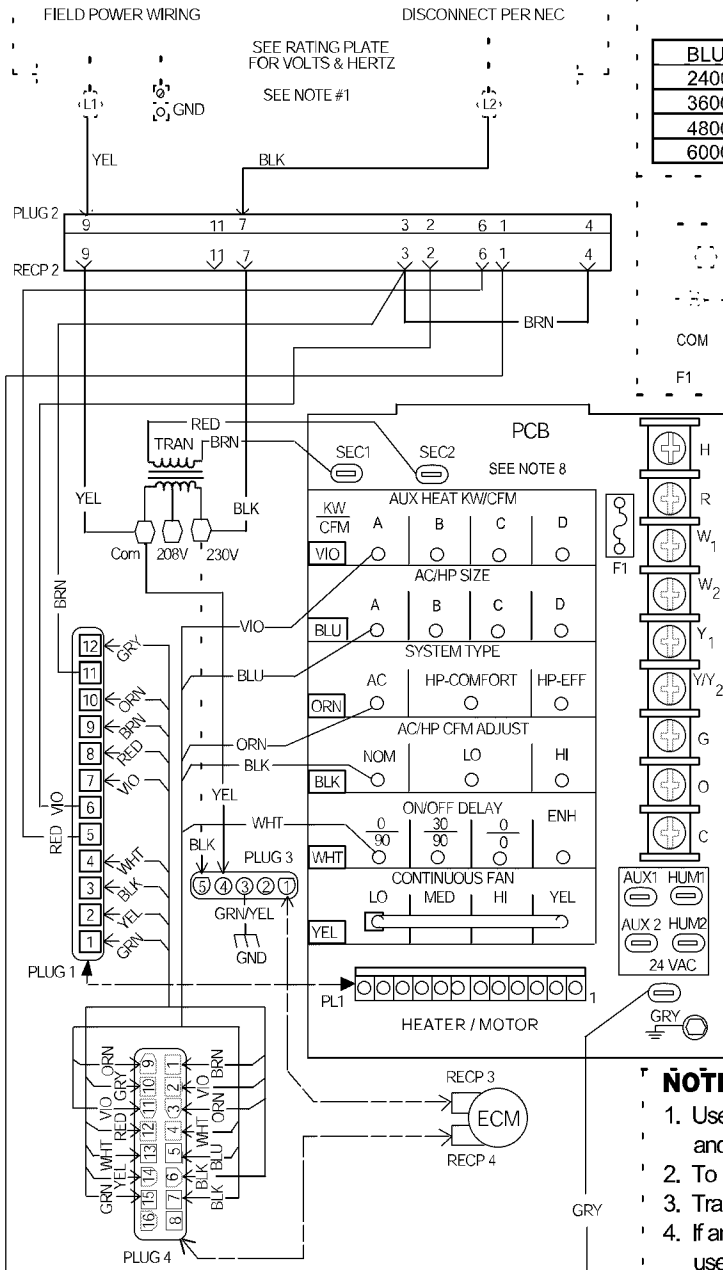 FIELD POWER WIRING
DISCONNECT PER NEC
SEE RATING PLATE
FOR VOLTS & HERTZ
SEE NOTE #1
L1
GND
L2
YEL
BLK
BLU
2400
3600
4800
6000
PLUG 2
9 11 7 3 2 6 1 4
9 11 7 3 2 6 1 4
RECP 2
BRN
COM
F1
RED
TRAN
BRN
YEL
BLK
Com 208V 230V
PCB
SEC1 SEC2
SEE NOTE 8
AUX HEAT KW/CFM
KW
CFM
A B C D
VIO
AC/HP SIZE
A B C D
BLU
SYSTEM TYPE
AC HP-COMFORT HP-EFF
ORN
AC/HP CFM ADJUST
NOM LO HI
BLK
ON/OFF DELAY
0
90
30
90
0
0
ENH
WHT
CONTINUOUS FAN
LO MED HI YEL
YEL
F1
H
R
W1
W2
Y1
Y/Y2
G
O
C
AUX1 HUM1
AUX 2 HUM2
24 VAC
GRY
BRN
VIO
BLU
ORN
BLK
YEL
WHT
BLK
VIO
RED
12 GRY
11
10 ORN
9 BRN
8 RED
7 VIO
6
5
4 WHT
3 BLK
2 YEL
1 GRN
PLUG 1
PLUG 3
5 4 3 2 1
GRN/YEL
GND
PL1
1
HEATER / MOTOR
ORN 9 1 BRN
GRY 10 2 VIO
VIO 11 3 ORN
RED 12 4 WHT
WHT 13 5 BLU
YEL 14 6 BLK
GRN 15 7 BLK
16 8
PLUG 4
RECP 3
ECM
RECP 4
GRY
NOTE
1. Use
and
2. To
3. Tra
4. If an
use